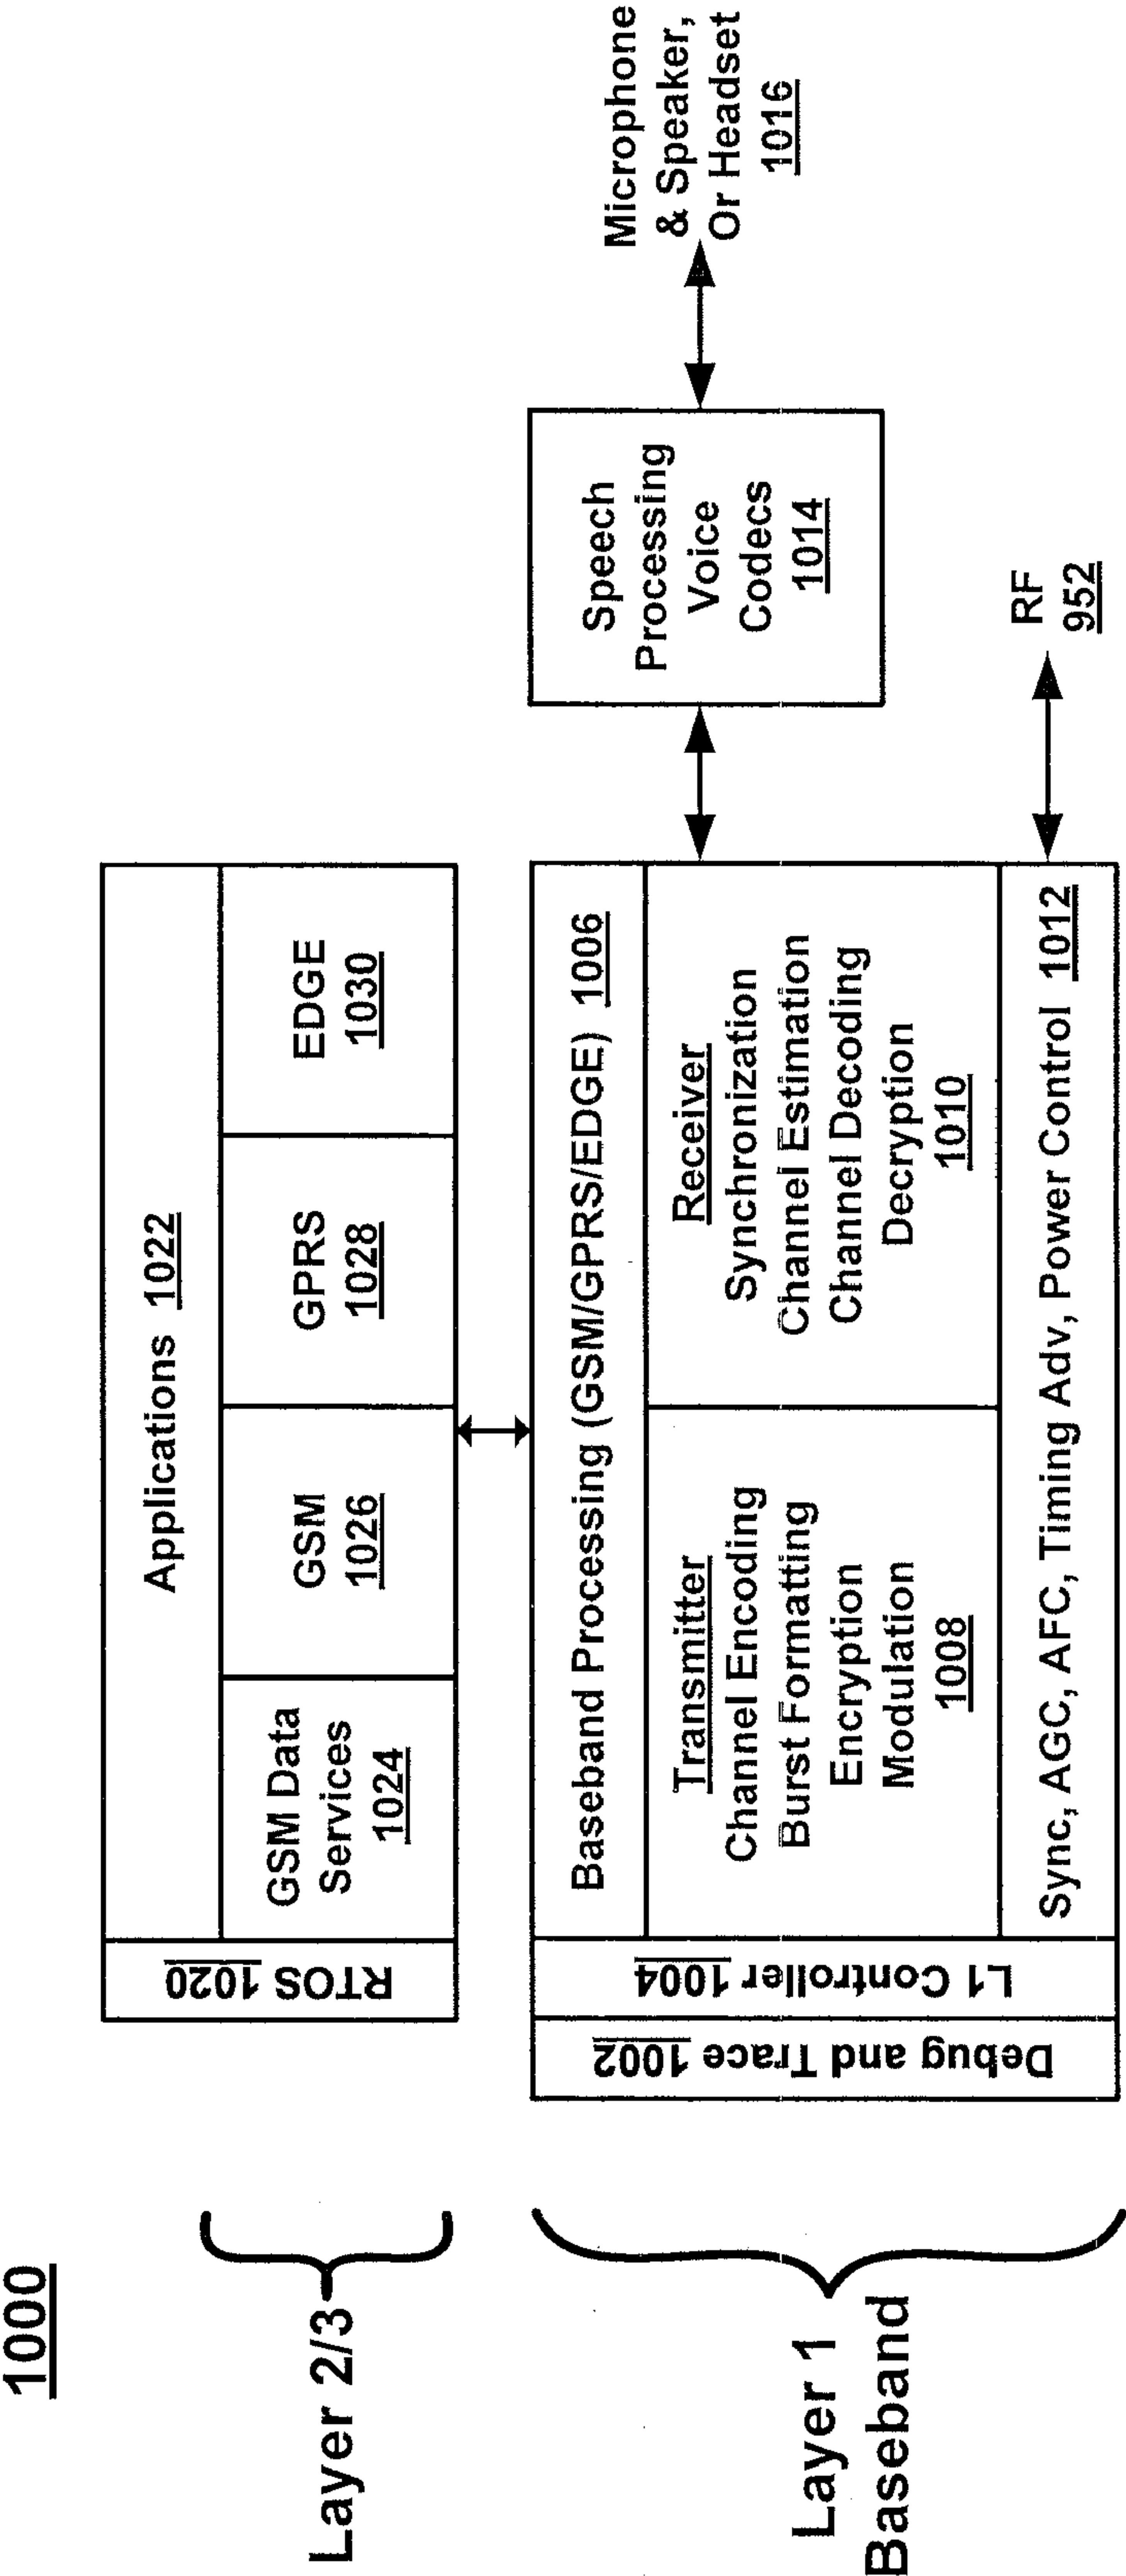 1000
Layer 2/3
RTOS 1020
Applications 1022
GSM Data
Services
1024
GSM
1026
GPRS
1028
EDGE
1030
Layer 1
Baseband
Debug and Trace 1002
L1 Controller 1004
Baseband Processing (GSM/GPRS/EDGE) 1006
Transmitter
Channel Encoding
Burst Formatting
Encryption
Modulation
1008
Receiver
Synchronization
Channel Estimation
Channel Decoding
Decryption
1010
Sync, AGC, AFC, Timing Adv, Power Control 1012
Speech
Processing
Voice
Codecs
1014
Microphone
& Speaker,
Or Headset
1016
RF
952